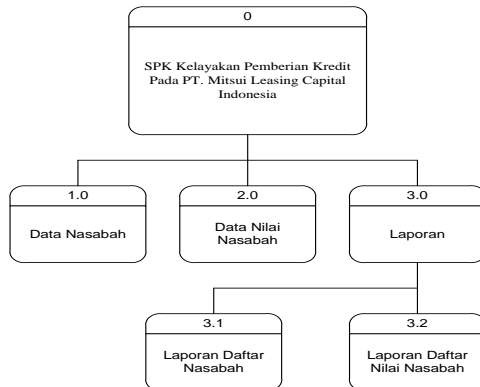 0
SPK Kelayakan Pemberian Kredit
Pada PT. Mitsui Leasing Capital
Indonesia
1.0
Data Nasabah
2.0
Data Nilai
Nasabah
3.0
Laporan
3.1
Laporan Daftar
Nasabah
3.2
Laporan Daftar
Nilai Nasabah